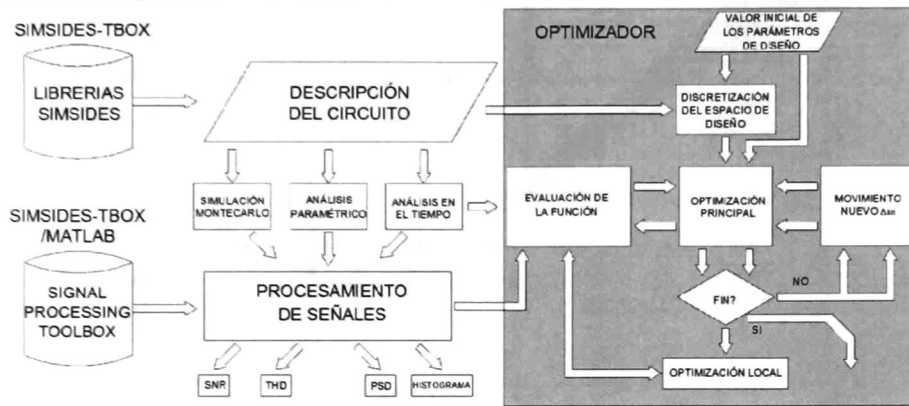 SIMSIDES-TBOX
LIBRERIAS
SIMSIDES
DESCRIPCIÓN
DEL CIRCUITO
OPTIMIZADOR
VALOR INICIAL DE
LOS PARÁMETROS
DE DISEÑO
DISCRETIZACIÓN
DEL ESPACIO DE
DISEÑO
SIMULACIÓN
MONTECARLO
ANÁLISIS
PARAMÉTRICO
ANÁLISIS EN
EL TIEMPO
EVALUACIÓN DE
LA FUNCIÓN
OPTIMIZACIÓN
PRINCIPAL
MOVIMIENTO
NUEVO Δxn
SIMSIDES-TBOX
/MATLAB
SIGNAL
PROCESSING
TOOLBOX
PROCESAMIENTO
DE SEÑALES
FIN?
NO
SI
SNR
THD
PSD
HISTOGRAMA
OPTIMIZACIÓN LOCAL